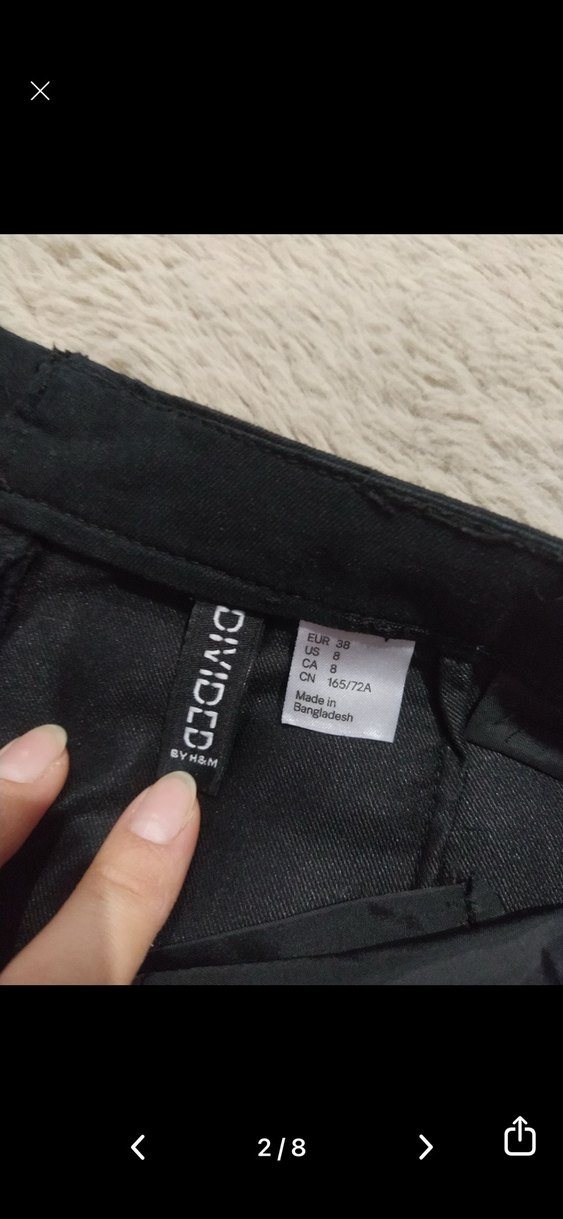 DIVIDED
BY H&M
EUR 38
US 8
CA 8
CN 165/72A
Made in
Bangladesh
2/8